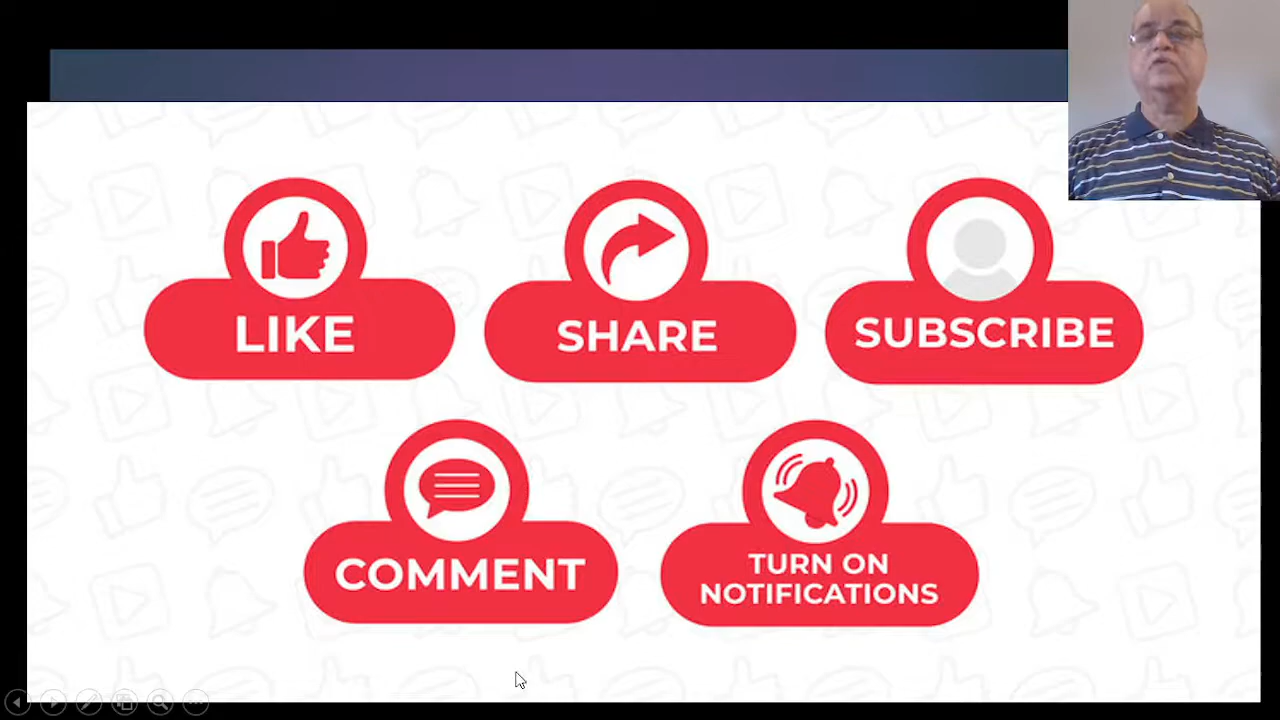 LIKE
SHARE
SUBSCRIBE
COMMENT
TURN ON
NOTIFICATIONS